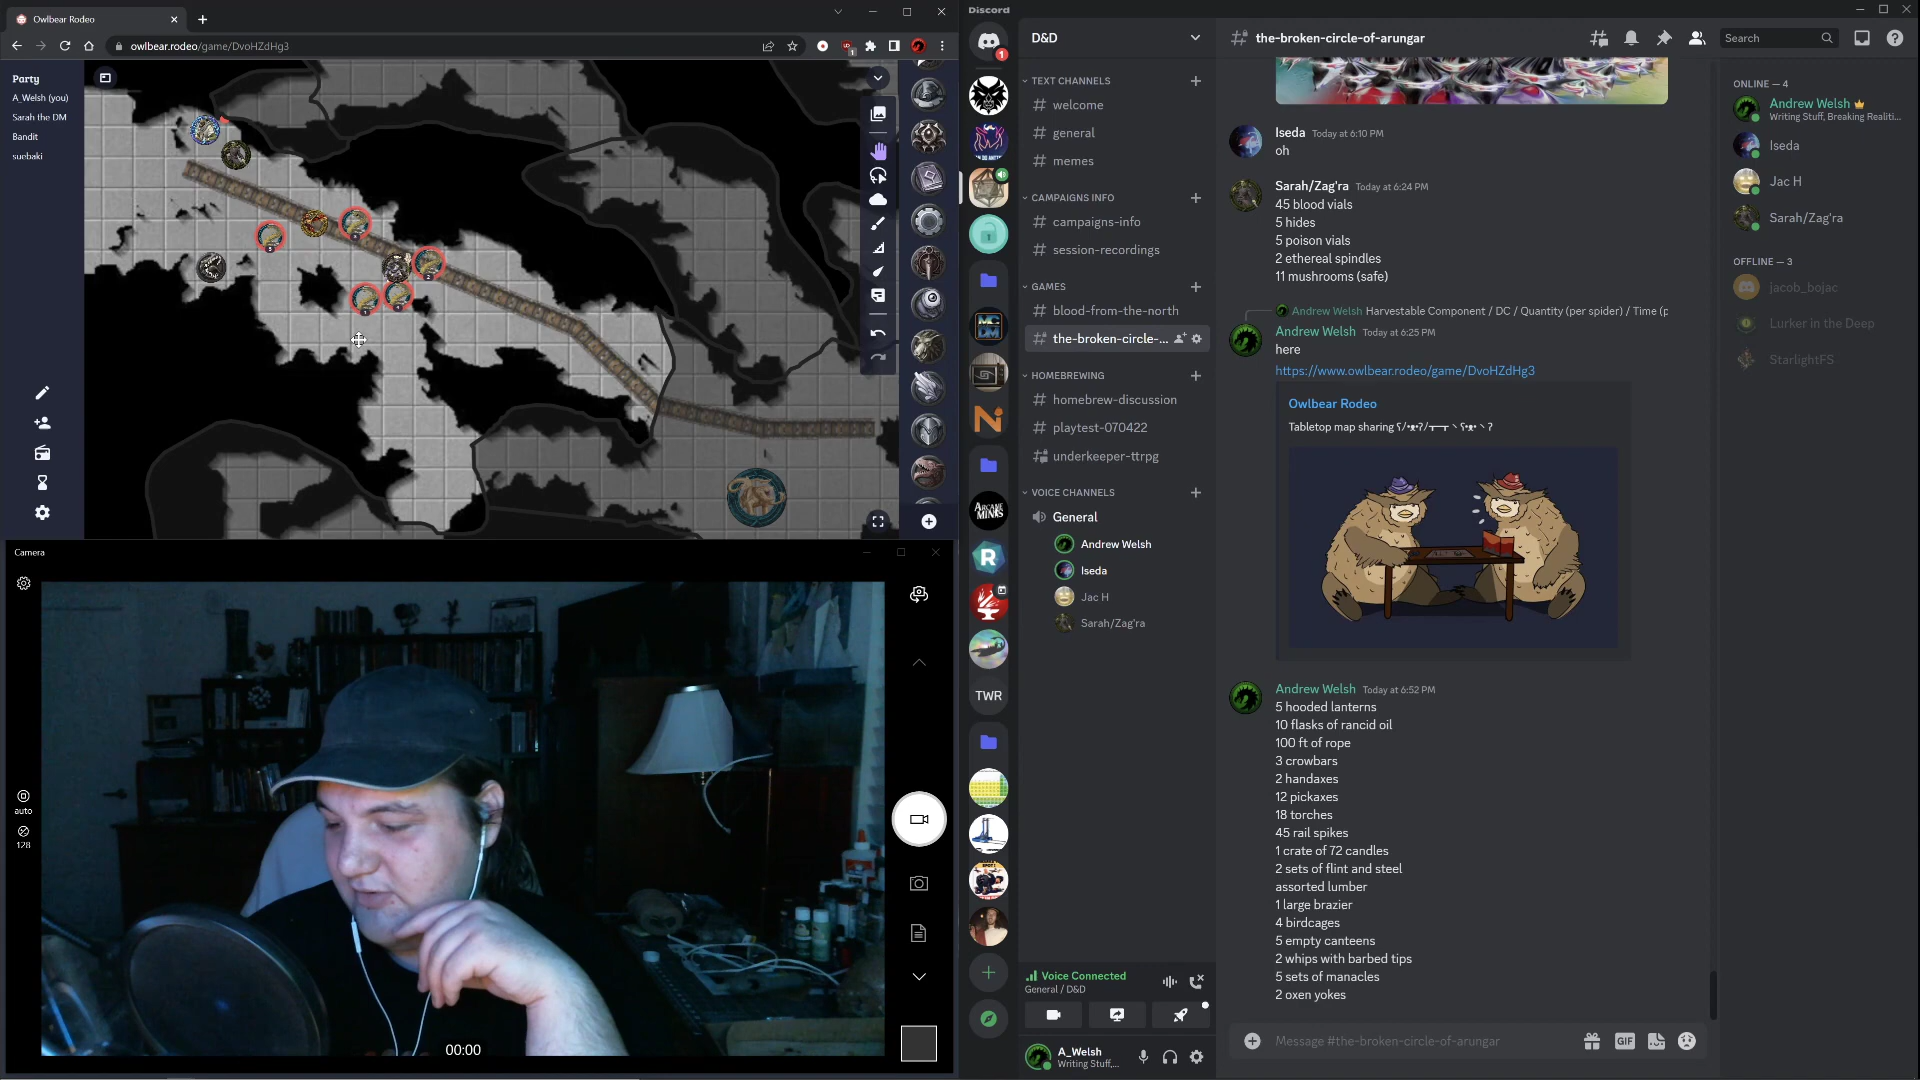 Owlbear Rodeo
owlbear.rodeo/game/DvoHZdHg3
Party
A_Welsh (you)
Sarah the DM
Bandit
suebaki
Camera
auto
128
00:00
Discord
1
TWR
D&D
TEXT CHANNELS
# welcome
# general
# memes
CAMPAIGNS INFO
# campaigns-info
# session-recordings
GAMES
# blood-from-the-north
# the-broken-circle-...
HOMEBREWING
# homebrew-discussion
# playtest-070422
# underkeeper-ttrpg
VOICE CHANNELS
General
Andrew Welsh
Iseda
Jac H
Sarah/Zag'ra
Voice Connected
General / D&D
A_Welsh
Writing Stuff,...
the-broken-circle-of-arungar
Search
Iseda Today at 6:10 PM
oh
Sarah/Zag'ra Today at 6:24 PM
45 blood vials
5 hides
5 poison vials
2 ethereal spindles
11 mushrooms (safe)
Andrew Welsh Harvestable Component / DC / Quantity (per spider) / Time (p
Andrew Welsh Today at 6:25 PM
here
https://www.owlbear.rodeo/game/DvoHZdHg3
Owlbear Rodeo
Tabletop map sharing ʕ/·ᴥ·ʔ/┬─┬ヽʕ·ᴥ·ヽʔ
Andrew Welsh Today at 6:52 PM
5 hooded lanterns
10 flasks of rancid oil
100 ft of rope
3 crowbars
2 handaxes
12 pickaxes
18 torches
45 rail spikes
1 crate of 72 candles
2 sets of flint and steel
assorted lumber
1 large brazier
4 birdcages
5 empty canteens
2 whips with barbed tips
5 sets of manacles
2 oxen yokes
Message #the-broken-circle-of-arungar
GIF
ONLINE — 4
Andrew Welsh
Writing Stuff, Breaking Realiti...
Iseda
Jac H
Sarah/Zag'ra
OFFLINE — 3
jacob_bojac
Lurker in the Deep
StarlightFS